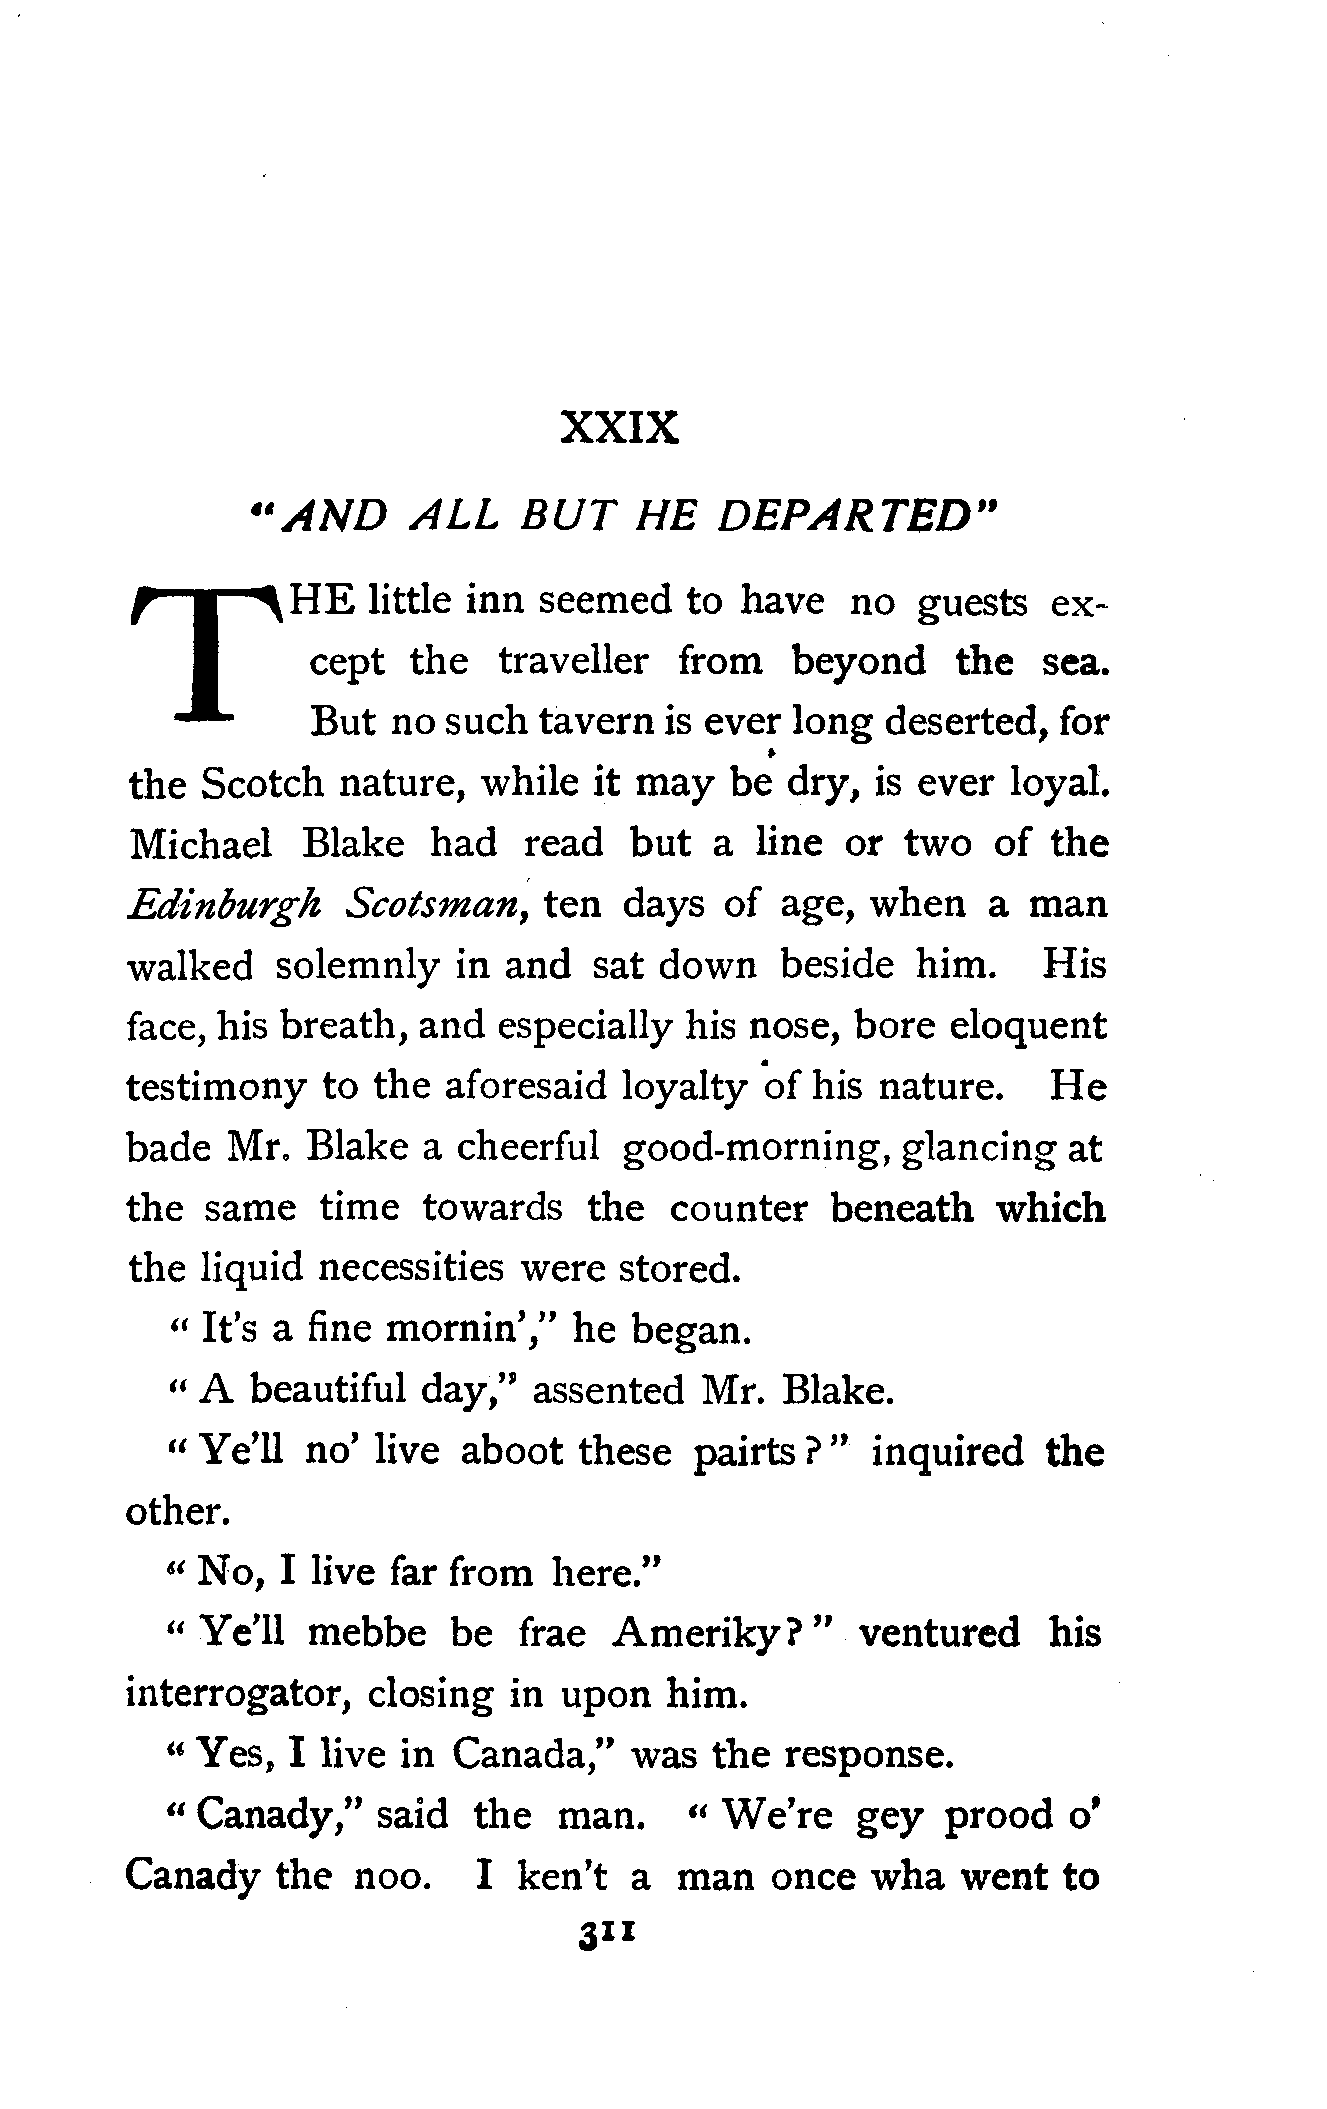 XXIX
"AND ALL BUT HE DEPARTED"
THE little inn seemed to have no guests ex-
cept the traveller from beyond the sea.
But no such tavern is ever long deserted, for
the Scotch nature, while it may be dry, is ever loyal.
Michael Blake had read but a line or two of the
Edinburgh Scotsman, ten days of age, when a man
walked solemnly in and sat down beside him. His
face, his breath, and especially his nose, bore eloquent
testimony to the aforesaid loyalty of his nature. He
bade Mr. Blake a cheerful good-morning, glancing at
the same time towards the counter beneath which
the liquid necessities were stored.
"It's a fine mornin'," he began.
"A beautiful day," assented Mr. Blake.
"Ye'll no' live aboot these pairts?" inquired the
other.
"No, I live far from here."
"Ye'll mebbe be frae Ameriky?" ventured his
interrogator, closing in upon him.
"Yes, I live in Canada," was the response.
"Canady," said the man. "We're gey prood o'
Canady the noo. I ken't a man once wha went to
311